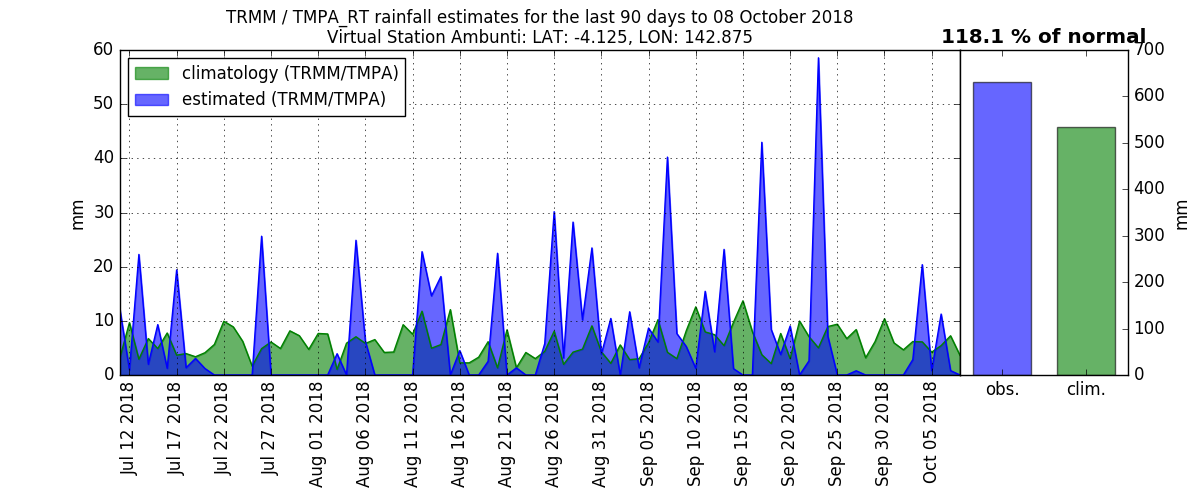 TRMM / TMPA_RT rainfall estimates for the last 90 days to 08 October 2018
Virtual Station Ambunti: LAT: -4.125, LON: 142.875
118.1 % of normal
climatology (TRMM/TMPA)
estimated (TRMM/TMPA)
60
50
40
30
20
10
0
mm
Jul 12 2018
Jul 17 2018
Jul 22 2018
Jul 27 2018
Aug 01 2018
Aug 06 2018
Aug 11 2018
Aug 16 2018
Aug 21 2018
Aug 26 2018
Aug 31 2018
Sep 05 2018
Sep 10 2018
Sep 15 2018
Sep 20 2018
Sep 25 2018
Sep 30 2018
Oct 05 2018
700
600
500
400
300
200
100
0
mm
obs.
clim.